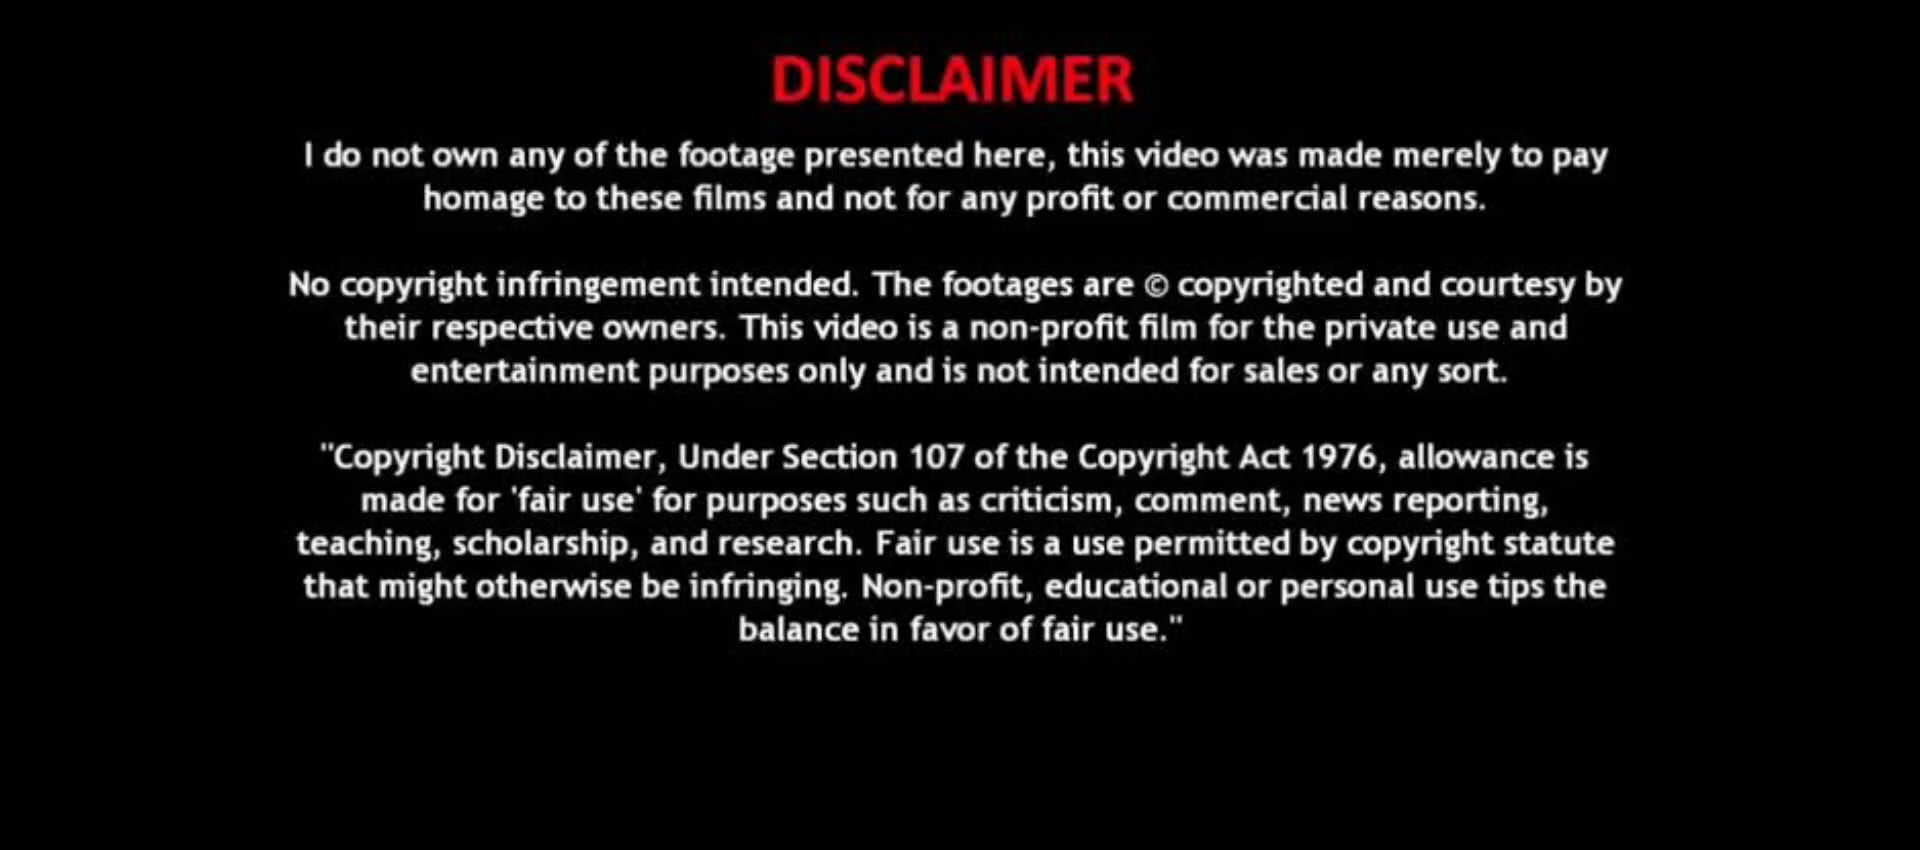 DISCLAIMER
I do not own any of the footage presented here, this video was made merely to pay
homage to these films and not for any profit or commercial reasons.
No copyright infringement intended. The footages are © copyrighted and courtesy by
their respective owners. This video is a non-profit film for the private use and
entertainment purposes only and is not intended for sales or any sort.
"Copyright Disclaimer, Under Section 107 of the Copyright Act 1976, allowance is
made for 'fair use' for purposes such as criticism, comment, news reporting,
teaching, scholarship, and research. Fair use is a use permitted by copyright statute
that might otherwise be infringing. Non-profit, educational or personal use tips the
balance in favor of fair use."